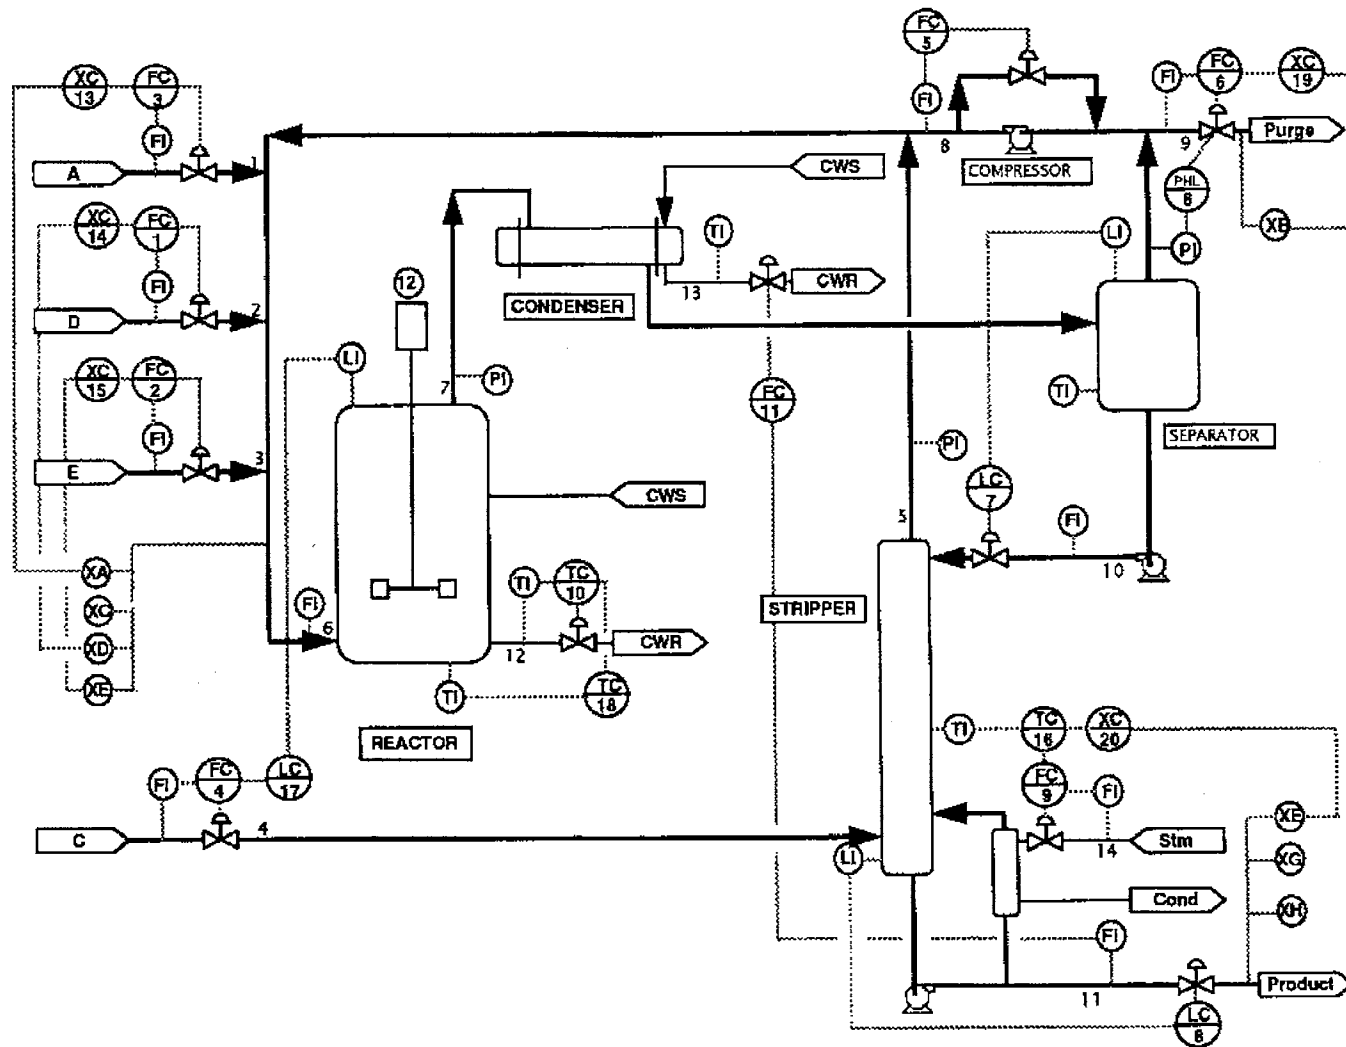 FC
5
XC
13
FC
3
FI
FC
6
XC
19
FI
FI
9
Purge
A
1
8
COMPRESSOR
CWS
PHL
6
XC
14
FC
1
FI
TI
LI
PI
XB
12
13
CWR
CONDENSER
D
2
LI
XC
15
FC
2
7
PI
FC
11
TI
SEPARATOR
FI
PI
E
3
LC
7
CWS
5
FI
10
XA
TI
TC
10
XC
FI
6
STRIPPER
XD
12
CWR
XE
TI
TC
18
REACTOR
TI
TC
16
XC
20
FI
FC
4
LC
17
FC
9
FI
C
4
14
Stm
XE
LI
XG
Cond
XH
FI
11
Product
LC
8